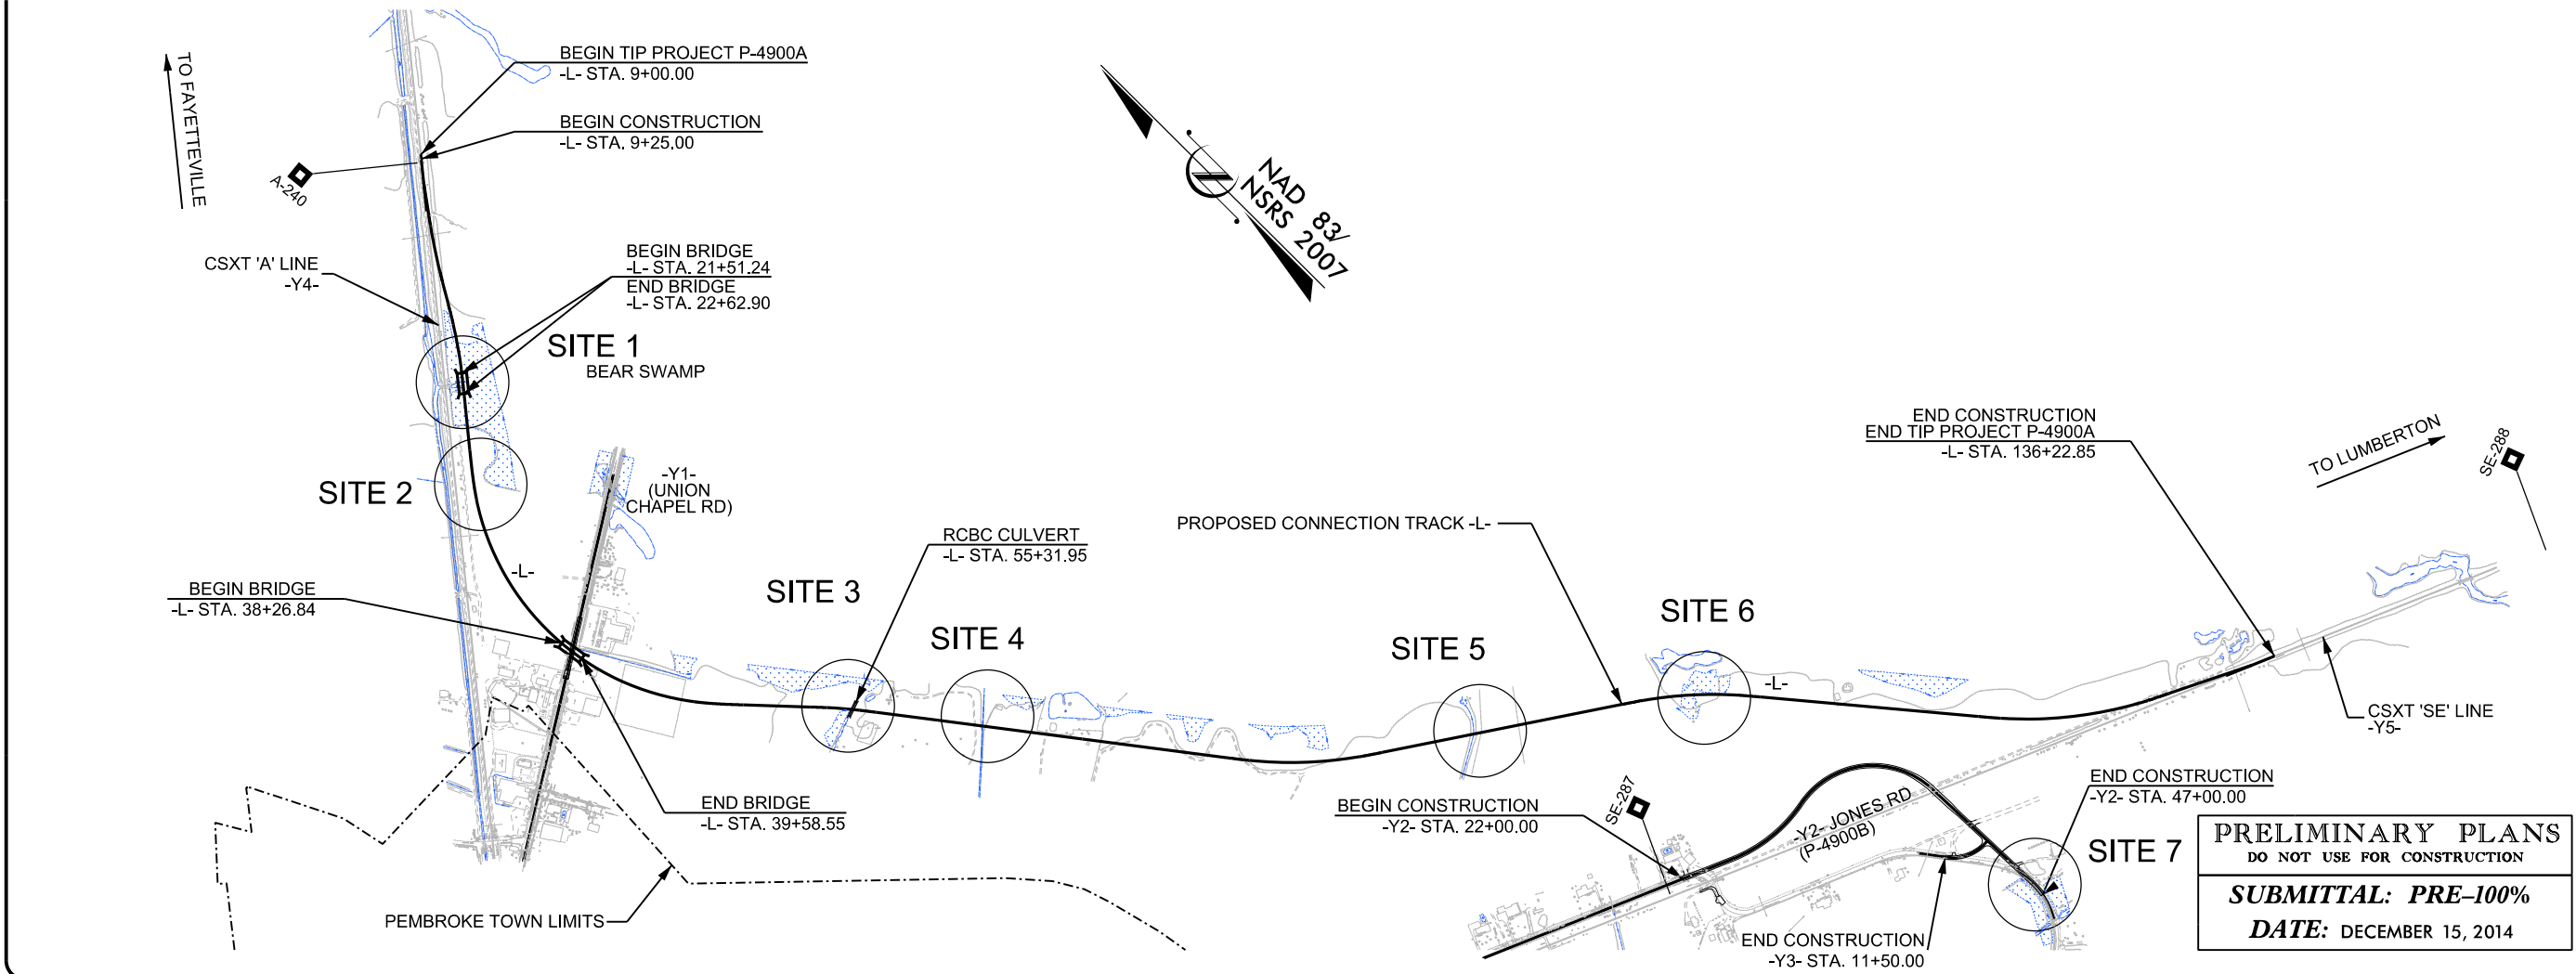 TO FAYETTEVILLE
BEGIN TIP PROJECT P-4900A
-L- STA. 9+00.00
BEGIN CONSTRUCTION
-L- STA. 9+25.00
A-240
NAD 83/
NSRS 2007
CSXT 'A' LINE
-Y4-
BEGIN BRIDGE
-L- STA. 21+51.24
END BRIDGE
-L- STA. 22+62.90
SITE 1
BEAR SWAMP
SITE 2
-Y1-
(UNION
CHAPEL RD)
-L-
BEGIN BRIDGE
-L- STA. 38+26.84
SITE 3
RCBC CULVERT
-L- STA. 55+31.95
SITE 4
PROPOSED CONNECTION TRACK -L-
SITE 5
SITE 6
-L-
END CONSTRUCTION
END TIP PROJECT P-4900A
-L- STA. 136+22.85
TO LUMBERTON
SE-288
CSXT 'SE' LINE
-Y5-
END BRIDGE
-L- STA. 39+58.55
PEMBROKE TOWN LIMITS
BEGIN CONSTRUCTION
-Y2- STA. 22+00.00
SE-287
-Y2- JONES RD
(P-4900B)
END CONSTRUCTION
-Y2- STA. 47+00.00
SITE 7
END CONSTRUCTION
-Y3- STA. 11+50.00
PRELIMINARY PLANS
DO NOT USE FOR CONSTRUCTION
SUBMITTAL: PRE-100%
DATE: DECEMBER 15, 2014